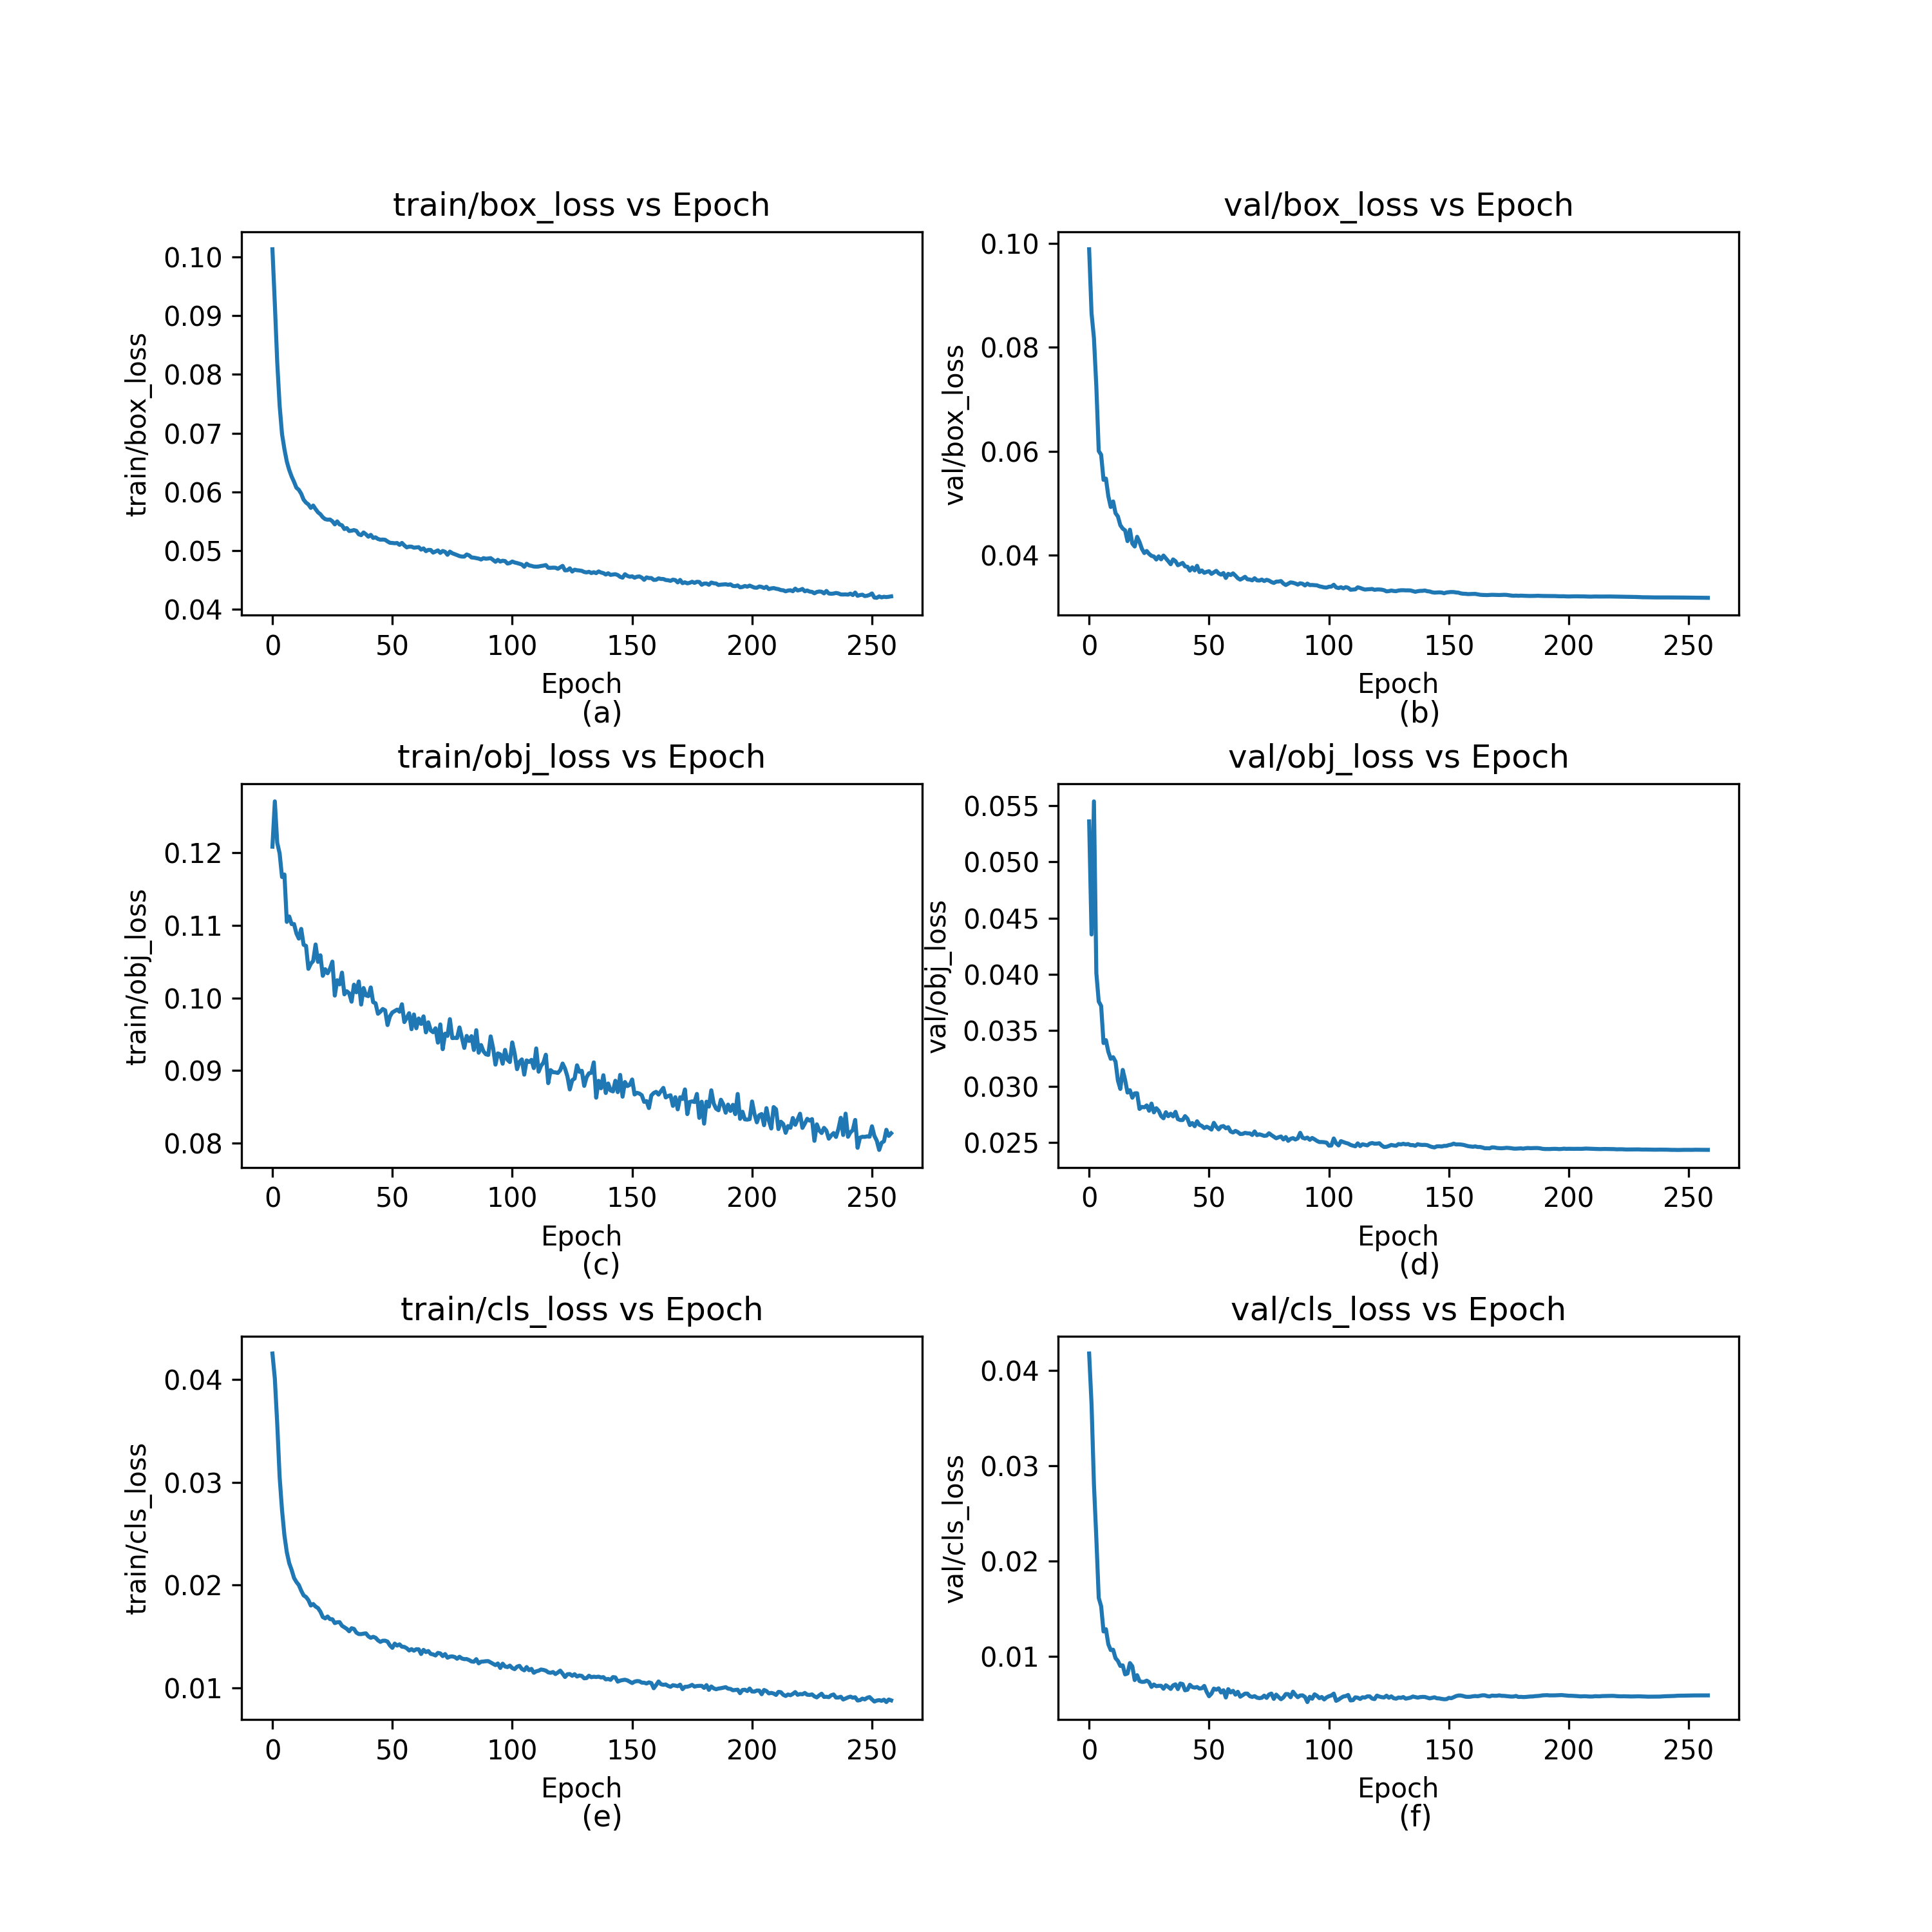 train/box_loss vs Epoch
train/box_loss
0.10
0.09
0.08
0.07
0.06
0.05
0.04
0 50 100 150 200 250
Epoch
(a)
val/box_loss vs Epoch
val/box_loss
0.10
0.08
0.06
0.04
0 50 100 150 200 250
Epoch
(b)
train/obj_loss vs Epoch
train/obj_loss
0.12
0.11
0.10
0.09
0.08
0 50 100 150 200 250
Epoch
(c)
val/obj_loss vs Epoch
val/obj_loss
0.055
0.050
0.045
0.040
0.035
0.030
0.025
0 50 100 150 200 250
Epoch
(d)
train/cls_loss vs Epoch
train/cls_loss
0.04
0.03
0.02
0.01
0 50 100 150 200 250
Epoch
(e)
val/cls_loss vs Epoch
val/cls_loss
0.04
0.03
0.02
0.01
0 50 100 150 200 250
Epoch
(f)